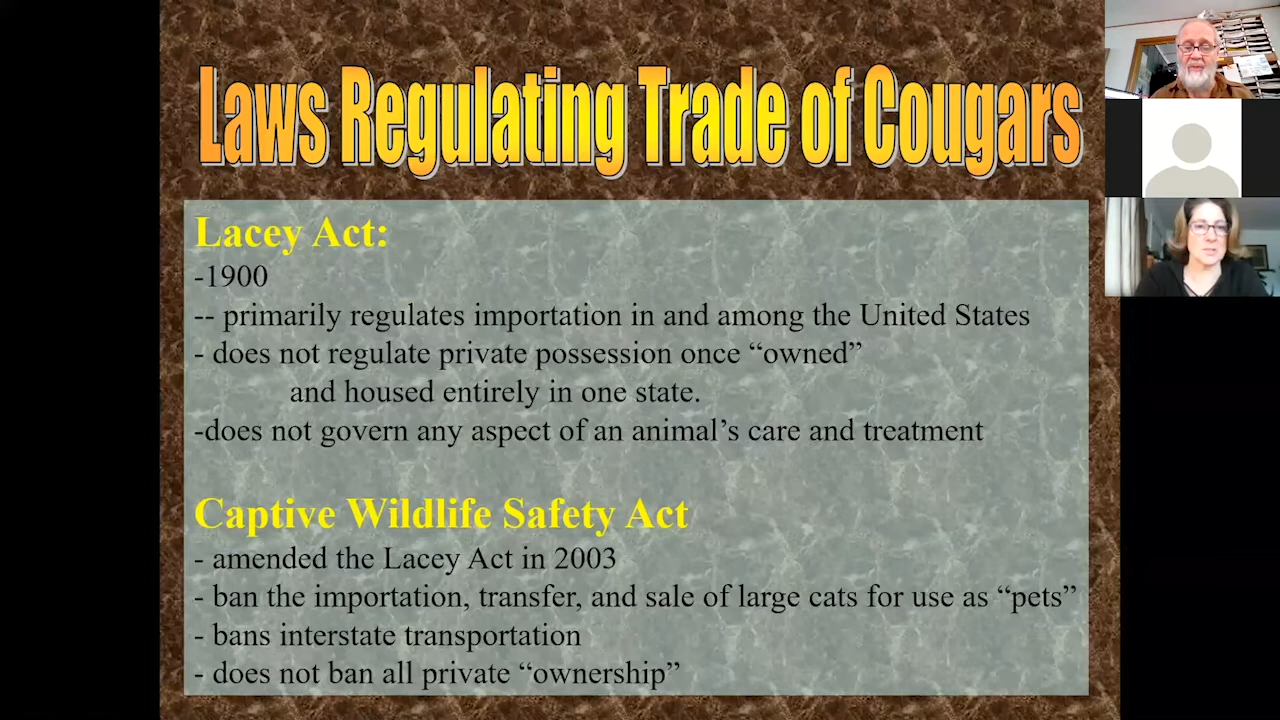 Laws Regulating Trade of Cougars
Lacey Act:
-1900
-- primarily regulates importation in and among the United States
- does not regulate private possession once “owned”
and housed entirely in one state.
-does not govern any aspect of an animal’s care and treatment
Captive Wildlife Safety Act
- amended the Lacey Act in 2003
- ban the importation, transfer, and sale of large cats for use as “pets”
- bans interstate transportation
- does not ban all private “ownership”